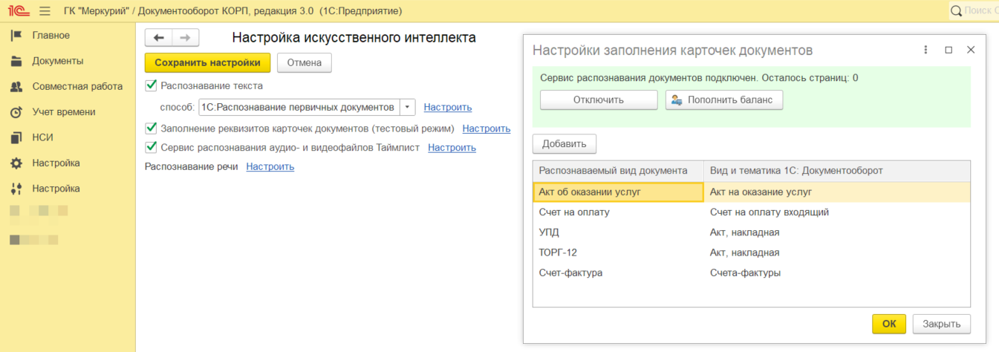 1С ГК "Меркурий" / Документооборот КОРП, редакция 3.0 (1С:Предприятие)
Поиск С
Главное
Документы
Совместная работа
Учет времени
НСИ
Настройка
Настройка
Настройка искусственного интеллекта
Сохранить настройки Отмена
Распознавание текста
способ: 1С:Распознавание первичных документов Настроить
Заполнение реквизитов карточек документов (тестовый режим) Настроить
Сервис распознавания аудио- и видеофайлов Таймлист Настроить
Распознавание речи Настроить
Настройки заполнения карточек документов
Сервис распознавания документов подключен. Осталось страниц: 0
Отключить Пополнить баланс
Добавить
Распознаваемый вид документа Вид и тематика 1С: Документооборот
Акт об оказании услуг Акт на оказание услуг
Счет на оплату Счет на оплату входящий
УПД Акт, накладная
ТОРГ-12 Акт, накладная
Счет-фактура Счета-фактуры
ОК Закрыть